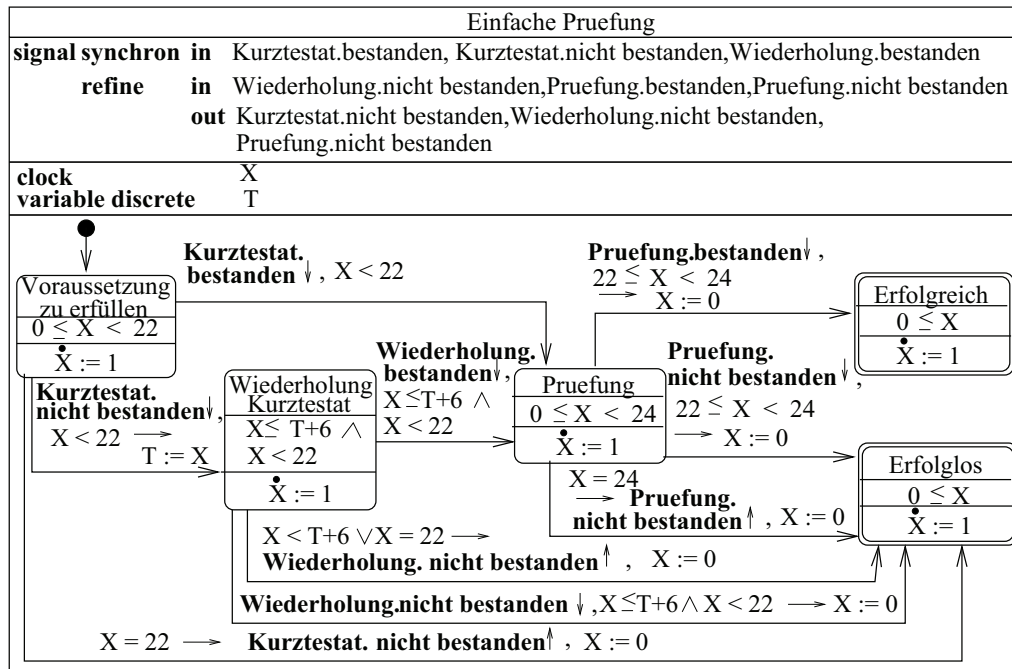 Einfache Pruefung
signal synchron in Kurztestat.bestanden, Kurztestat.nicht bestanden,Wiederholung.bestanden
refine in Wiederholung.nicht bestanden,Pruefung.bestanden,Pruefung.nicht bestanden
out Kurztestat.nicht bestanden,Wiederholung.nicht bestanden,
Pruefung.nicht bestanden
clock X
variable discrete T
Kurztestat.
bestanden ↓ , X < 22
Pruefung.bestanden↓ ,
22 ≤ X < 24
→ X := 0
Voraussetzung
zu erfüllen
0 ≤ X < 22
Ẋ := 1
Erfolgreich
0 ≤ X
Ẋ := 1
Kurztestat.
nicht bestanden↓ ,
X < 22 →
T := X
Wiederholung
Kurztestat
X≤ T+6 ∧
X < 22
Ẋ := 1
Wiederholung.
bestanden↓ ,
X ≤T+6 ∧
X < 22
Pruefung
0 ≤ X < 24
Ẋ := 1
Pruefung.
nicht bestanden↓ ,
22 ≤ X < 24
→ X := 0
X = 24
→ Pruefung.
nicht bestanden↑ , X := 0
Erfolglos
0 ≤ X
Ẋ := 1
X < T+6 ∨X = 22 →
Wiederholung. nicht bestanden↑ , X := 0
Wiederholung.nicht bestanden ↓ ,X ≤T+6 ∧ X < 22 → X := 0
X = 22 → Kurztestat. nicht bestanden↑ , X := 0